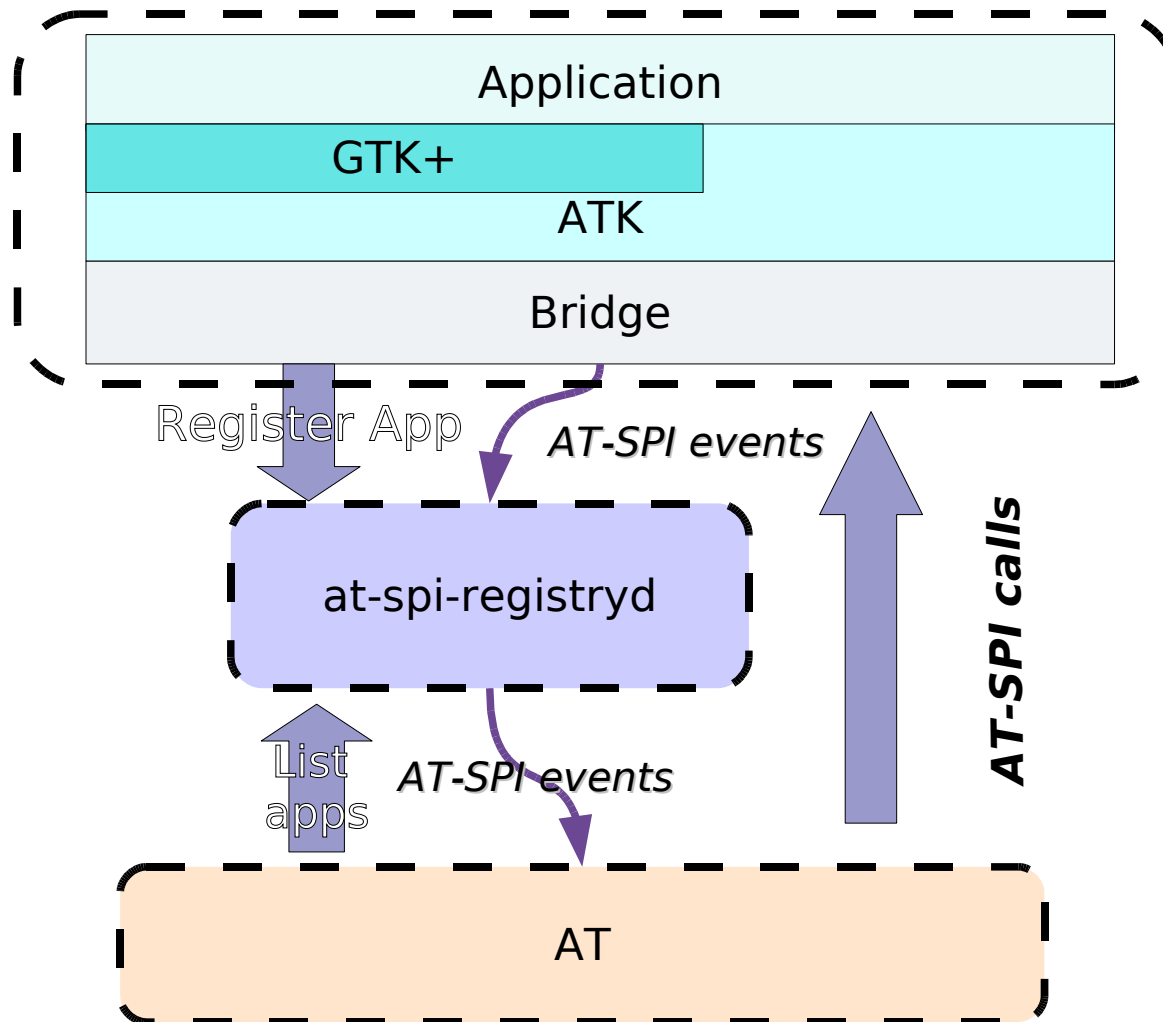 Application
GTK+
ATK
Bridge
Register App
AT-SPI events
at-spi-registryd
AT-SPI calls
List
apps
AT-SPI events
AT